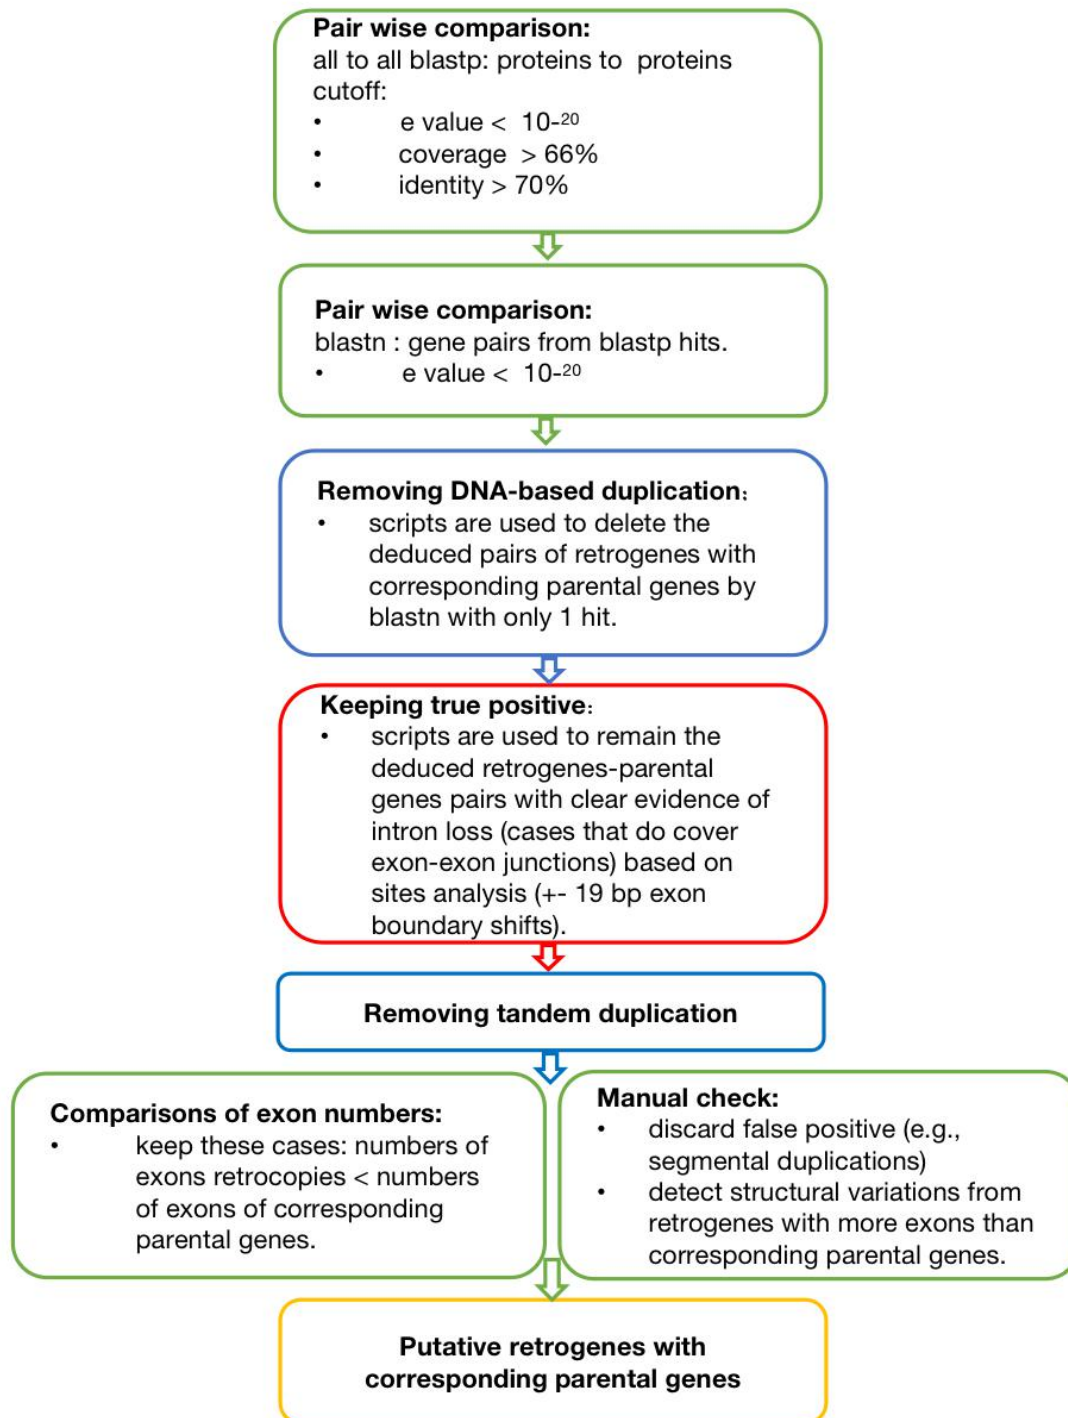 Pair wise comparison:
all to all blastp: proteins to proteins
cutoff:
• e value < 10-²⁰
• coverage > 66%
• identity > 70%
Pair wise comparison:
blastn : gene pairs from blastp hits.
• e value < 10-²⁰
Removing DNA-based duplication:
• scripts are used to delete the
deduced pairs of retrogenes with
corresponding parental genes by
blastn with only 1 hit.
Keeping true positive:
• scripts are used to remain the
deduced retrogenes-parental
genes pairs with clear evidence of
intron loss (cases that do cover
exon-exon junctions) based on
sites analysis (+- 19 bp exon
boundary shifts).
Removing tandem duplication
Comparisons of exon numbers:
• keep these cases: numbers of
exons retrocopies < numbers
of exons of corresponding
parental genes.
Manual check:
• discard false positive (e.g.,
segmental duplications)
• detect structural variations from
retrogenes with more exons than
corresponding parental genes.
Putative retrogenes with
corresponding parental genes